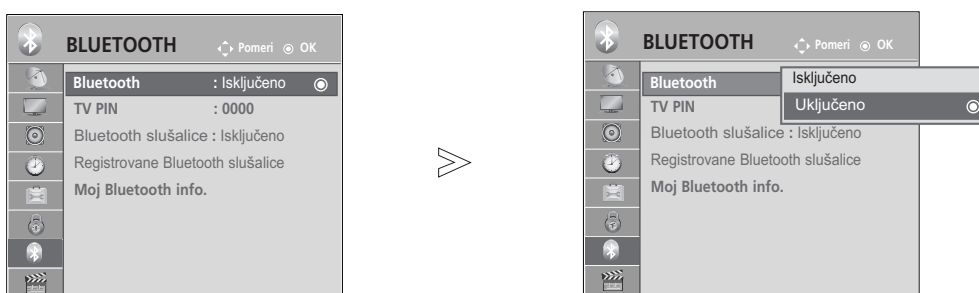 BLUETOOTH Pomeri OK
Bluetooth : Isključeno
TV PIN : 0000
Bluetooth slušalice : Isključeno
Registrovane Bluetooth slušalice
Moj Bluetooth info.
BLUETOOTH Pomeri OK
Bluetooth Isključeno
TV PIN Uključeno
Bluetooth slušalice : Isključeno
Registrovane Bluetooth slušalice
Moj Bluetooth info.